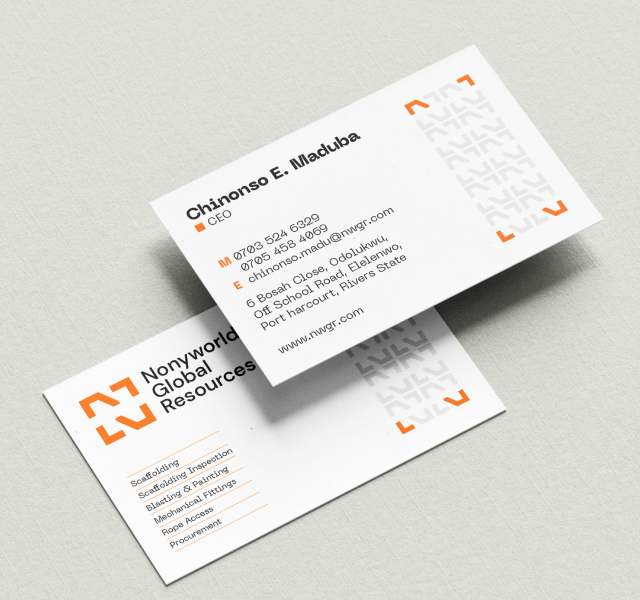 Chinonso E. Maduba
CEO
M 0703 524 6329
0705 458 4069
E chinonso.madu@nwgr.com
6 Bosah Close, Odolukwu,
Off School Road, Elelenwo,
Port harcourt, Rivers State
www.nwgr.com
Nonyworld
Global
Resources
Scaffolding
Scaffolding Inspection
Blasting & Painting
Mechanical Fittings
Rope Access
Procurement